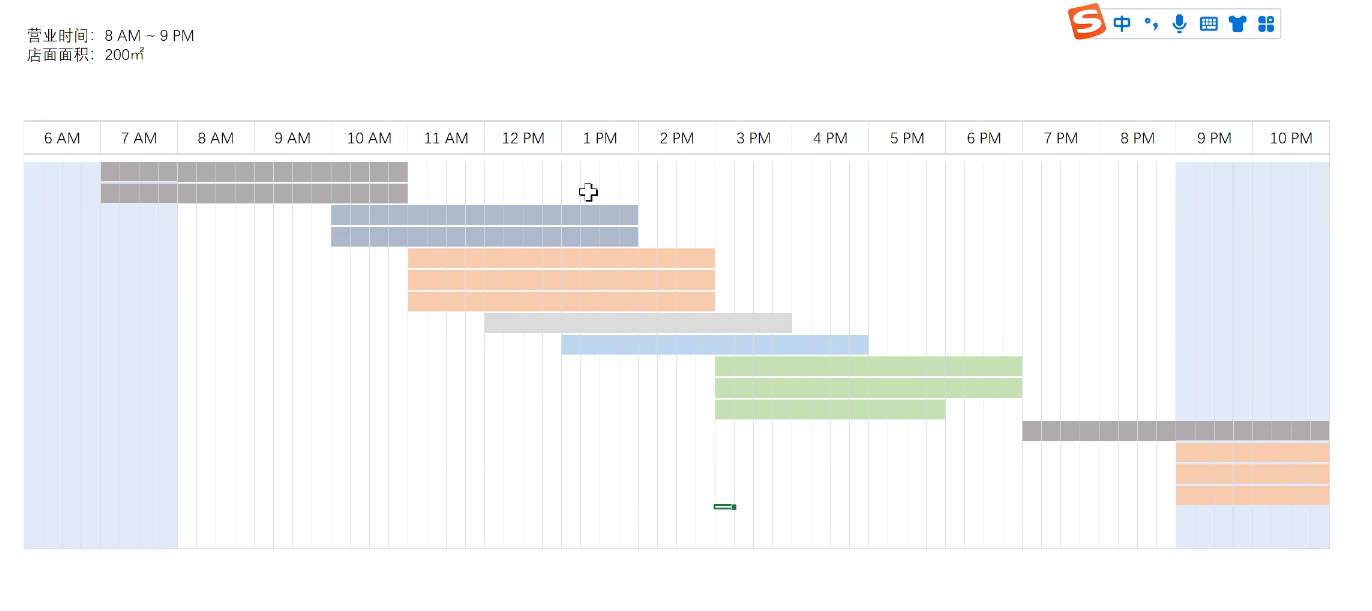 营业时间：8 AM ~ 9 PM
店面面积：200㎡
S 中
6 AM 7 AM 8 AM 9 AM 10 AM 11 AM 12 PM 1 PM 2 PM 3 PM 4 PM 5 PM 6 PM 7 PM 8 PM 9 PM 10 PM